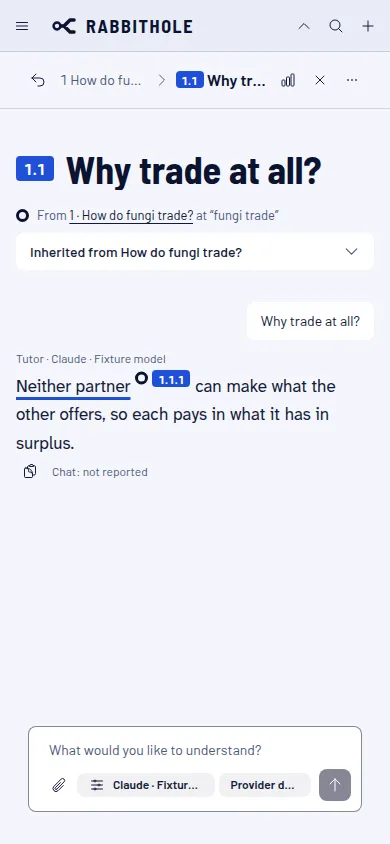 RABBITHOLE
1 How do fu... 1.1 Why tr...
1.1 Why trade at all?
From 1 · How do fungi trade? at “fungi trade”
Inherited from How do fungi trade?
Why trade at all?
Tutor · Claude · Fixture model
Neither partner 1.1.1 can make what the
other offers, so each pays in what it has in
surplus.
Chat: not reported
What would you like to understand?
Claude · Fixtur... Provider d...